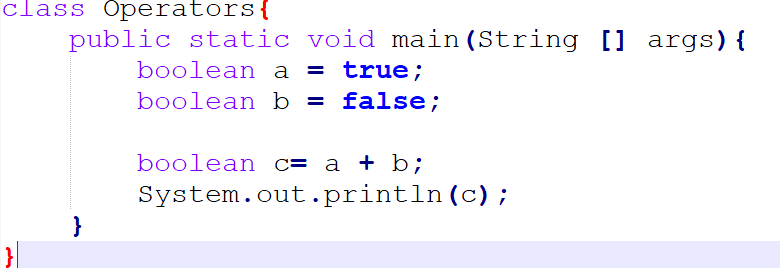 class Operators{
public static void main(String [] args){
boolean a = true;
boolean b = false;
boolean c= a + b;
System.out.println(c);
}
}